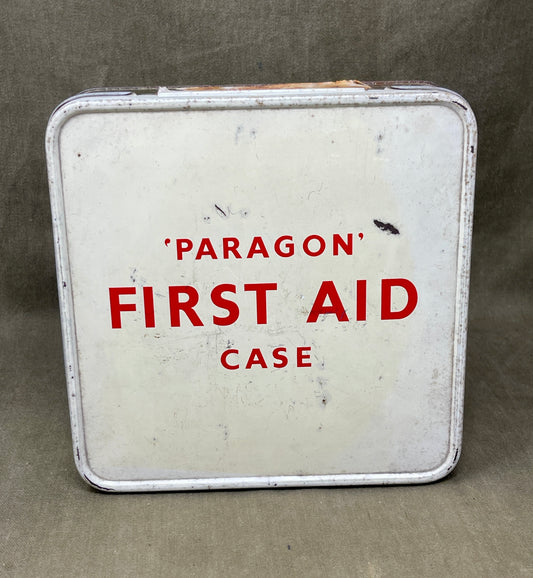 ‘PARAGON’
FIRST AID
CASE